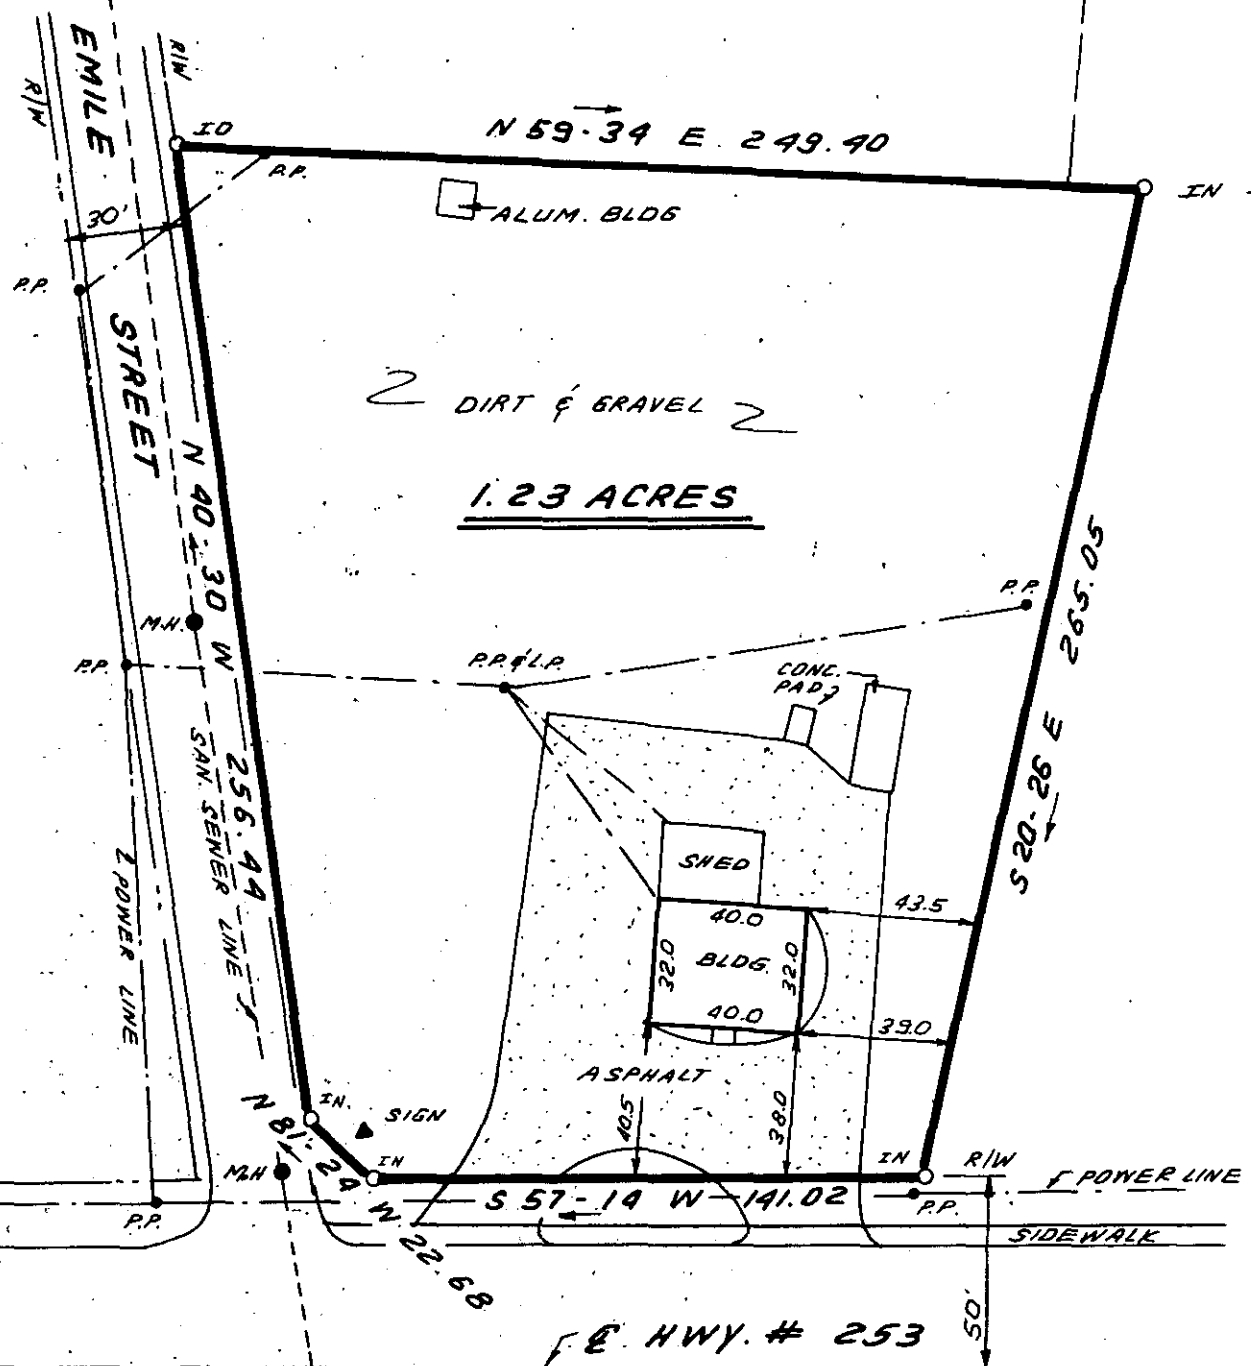 EMILE STREET
R/W
R/W
IO
N 59-34 E. 249.40
IN
P.P.
ALUM. BLDG
30'
P.P.
DIRT & GRAVEL
1.23 ACRES
N 40-30 W 256.44
S 20-26 E 265.05
M.H.
P.P.
P.P. & L.P.
P.P.
CONC.
PAD
SAN. SEWER LINE
POWER LINE
SHED
40.0
43.5
32.0
BLDG.
32.0
40.0
39.0
ASPHALT
40.5
38.0
IN.
SIGN
N 81-24 W 22.68
M.H
IN
IN
R/W
POWER LINE
S 57-14 W 141.02
P.P.
P.P.
SIDEWALK
50'
℄ HWY. # 253